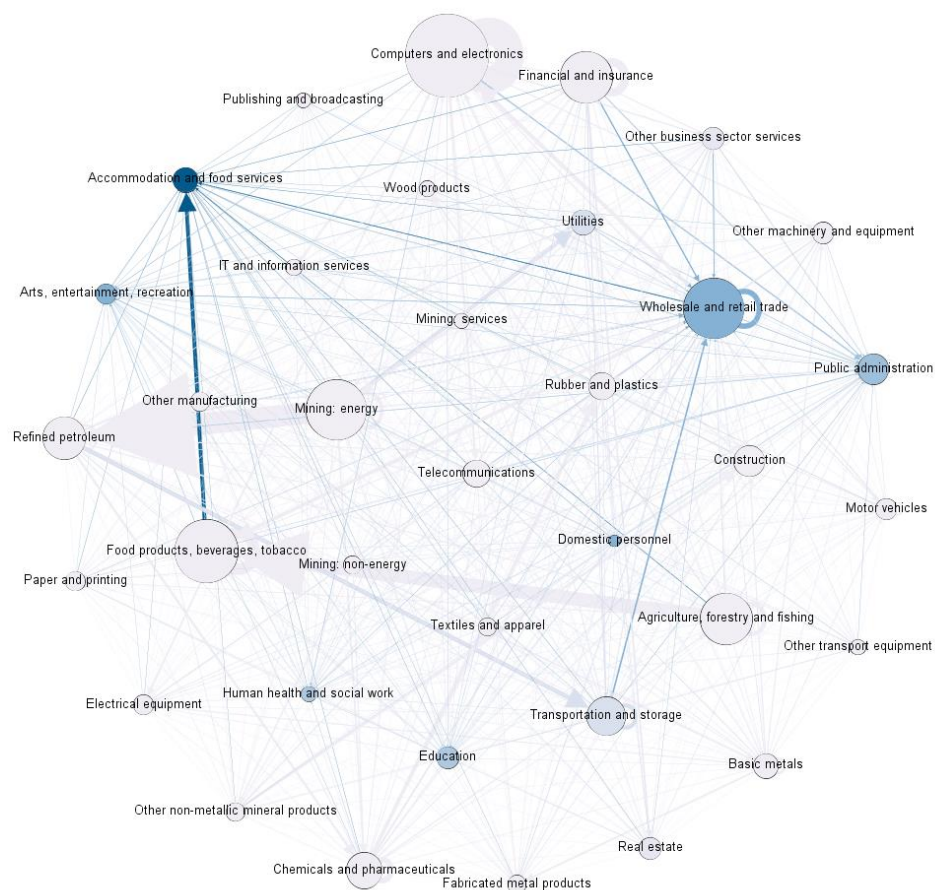 Computers and electronics
Financial and insurance
Publishing and broadcasting
Other business sector services
Accommodation and food services
Wood products
Utilities
Other machinery and equipment
IT and information services
Arts, entertainment, recreation
Wholesale and retail trade
Mining: services
Public administration
Rubber and plastics
Other manufacturing
Mining: energy
Refined petroleum
Construction
Telecommunications
Motor vehicles
Domestic personnel
Food products, beverages, tobacco
Mining: non-energy
Paper and printing
Agriculture, forestry and fishing
Textiles and apparel
Other transport equipment
Human health and social work
Electrical equipment
Transportation and storage
Education
Basic metals
Other non-metallic mineral products
Real estate
Chemicals and pharmaceuticals
Fabricated metal products